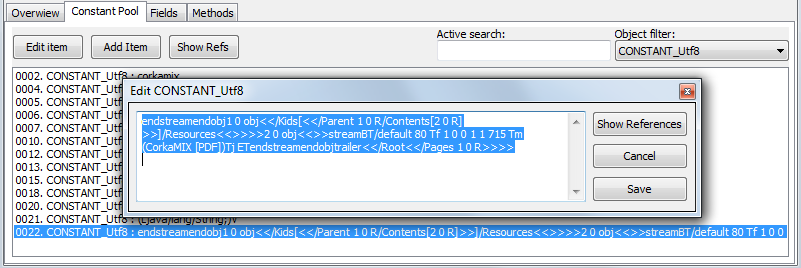 Overwiew Constant Pool Fields Methods
Active search: Object filter:
Edit item Add Item Show Refs CONSTANT_Utf8
0002. CONSTANT_Utf8 : corkamix
0004. CONSTANT_Utf
0005. CONSTANT_Utf
0006. CONSTANT_Utf
0007. CONSTANT_Utf
0010. CONSTANT_Utf
0012. CONSTANT_Utf
0013. CONSTANT_Utf
0015. CONSTANT_Utf
0018. CONSTANT_Utf
0020. CONSTANT_Utf
0021. CONSTANT_Utf8 : (Ljava/lang/String;)V
0022. CONSTANT_Utf8 : endstreamendobj1 0 obj<</Kids[<</Parent 1 0 R/Contents[2 0 R]>>]/Resources<<>>>>2 0 obj<<>>streamBT/default 80 Tf 1 0 0
Edit CONSTANT_Utf8
endstreamendobj1 0 obj<</Kids[<</Parent 1 0 R/Contents[2 0 R]
>>]/Resources<<>>>>2 0 obj<<>>streamBT/default 80 Tf 1 0 0 1 1 715 Tm
(CorkaMIX [PDF])Tj ETendstreamendobjtrailer<</Root<</Pages 1 0 R>>>>
Show References
Cancel
Save